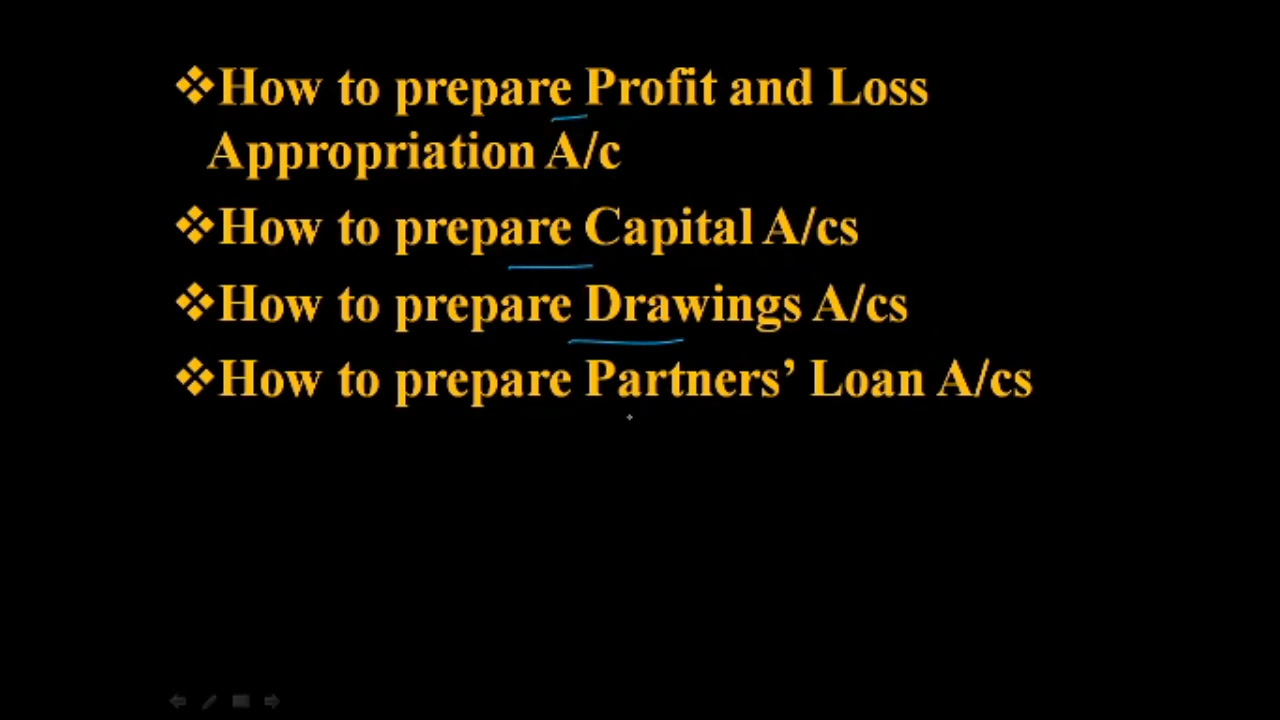 ❖How to prepare Profit and Loss
Appropriation A/c
❖How to prepare Capital A/cs
❖How to prepare Drawings A/cs
❖How to prepare Partners’ Loan A/cs